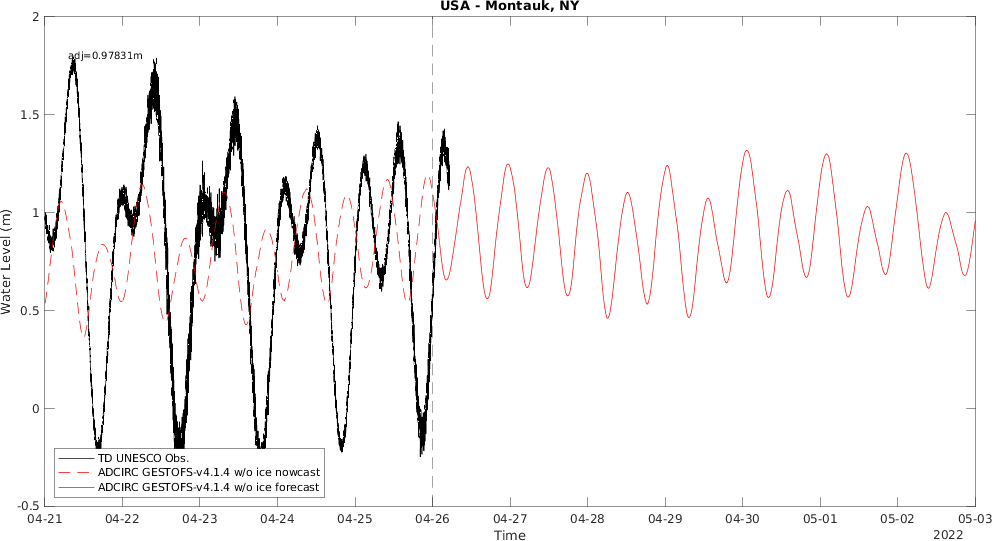 USA - Montauk, NY
2
1.5
1
0.5
0
-0.5
Water Level (m)
adj=0.97831m
TD UNESCO Obs.
ADCIRC GESTOFS-v4.1.4 w/o ice nowcast
ADCIRC GESTOFS-v4.1.4 w/o ice forecast
04-21 04-22 04-23 04-24 04-25 04-26 04-27 04-28 04-29 04-30 05-01 05-02 05-03
Time
2022